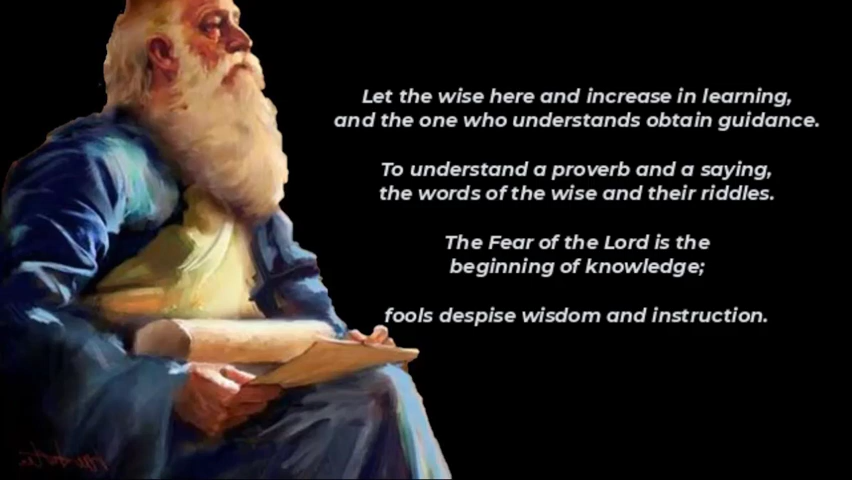 Let the wise here and increase in learning,
and the one who understands obtain guidance.
To understand a proverb and a saying,
the words of the wise and their riddles.
The Fear of the Lord is the
beginning of knowledge;
fools despise wisdom and instruction.